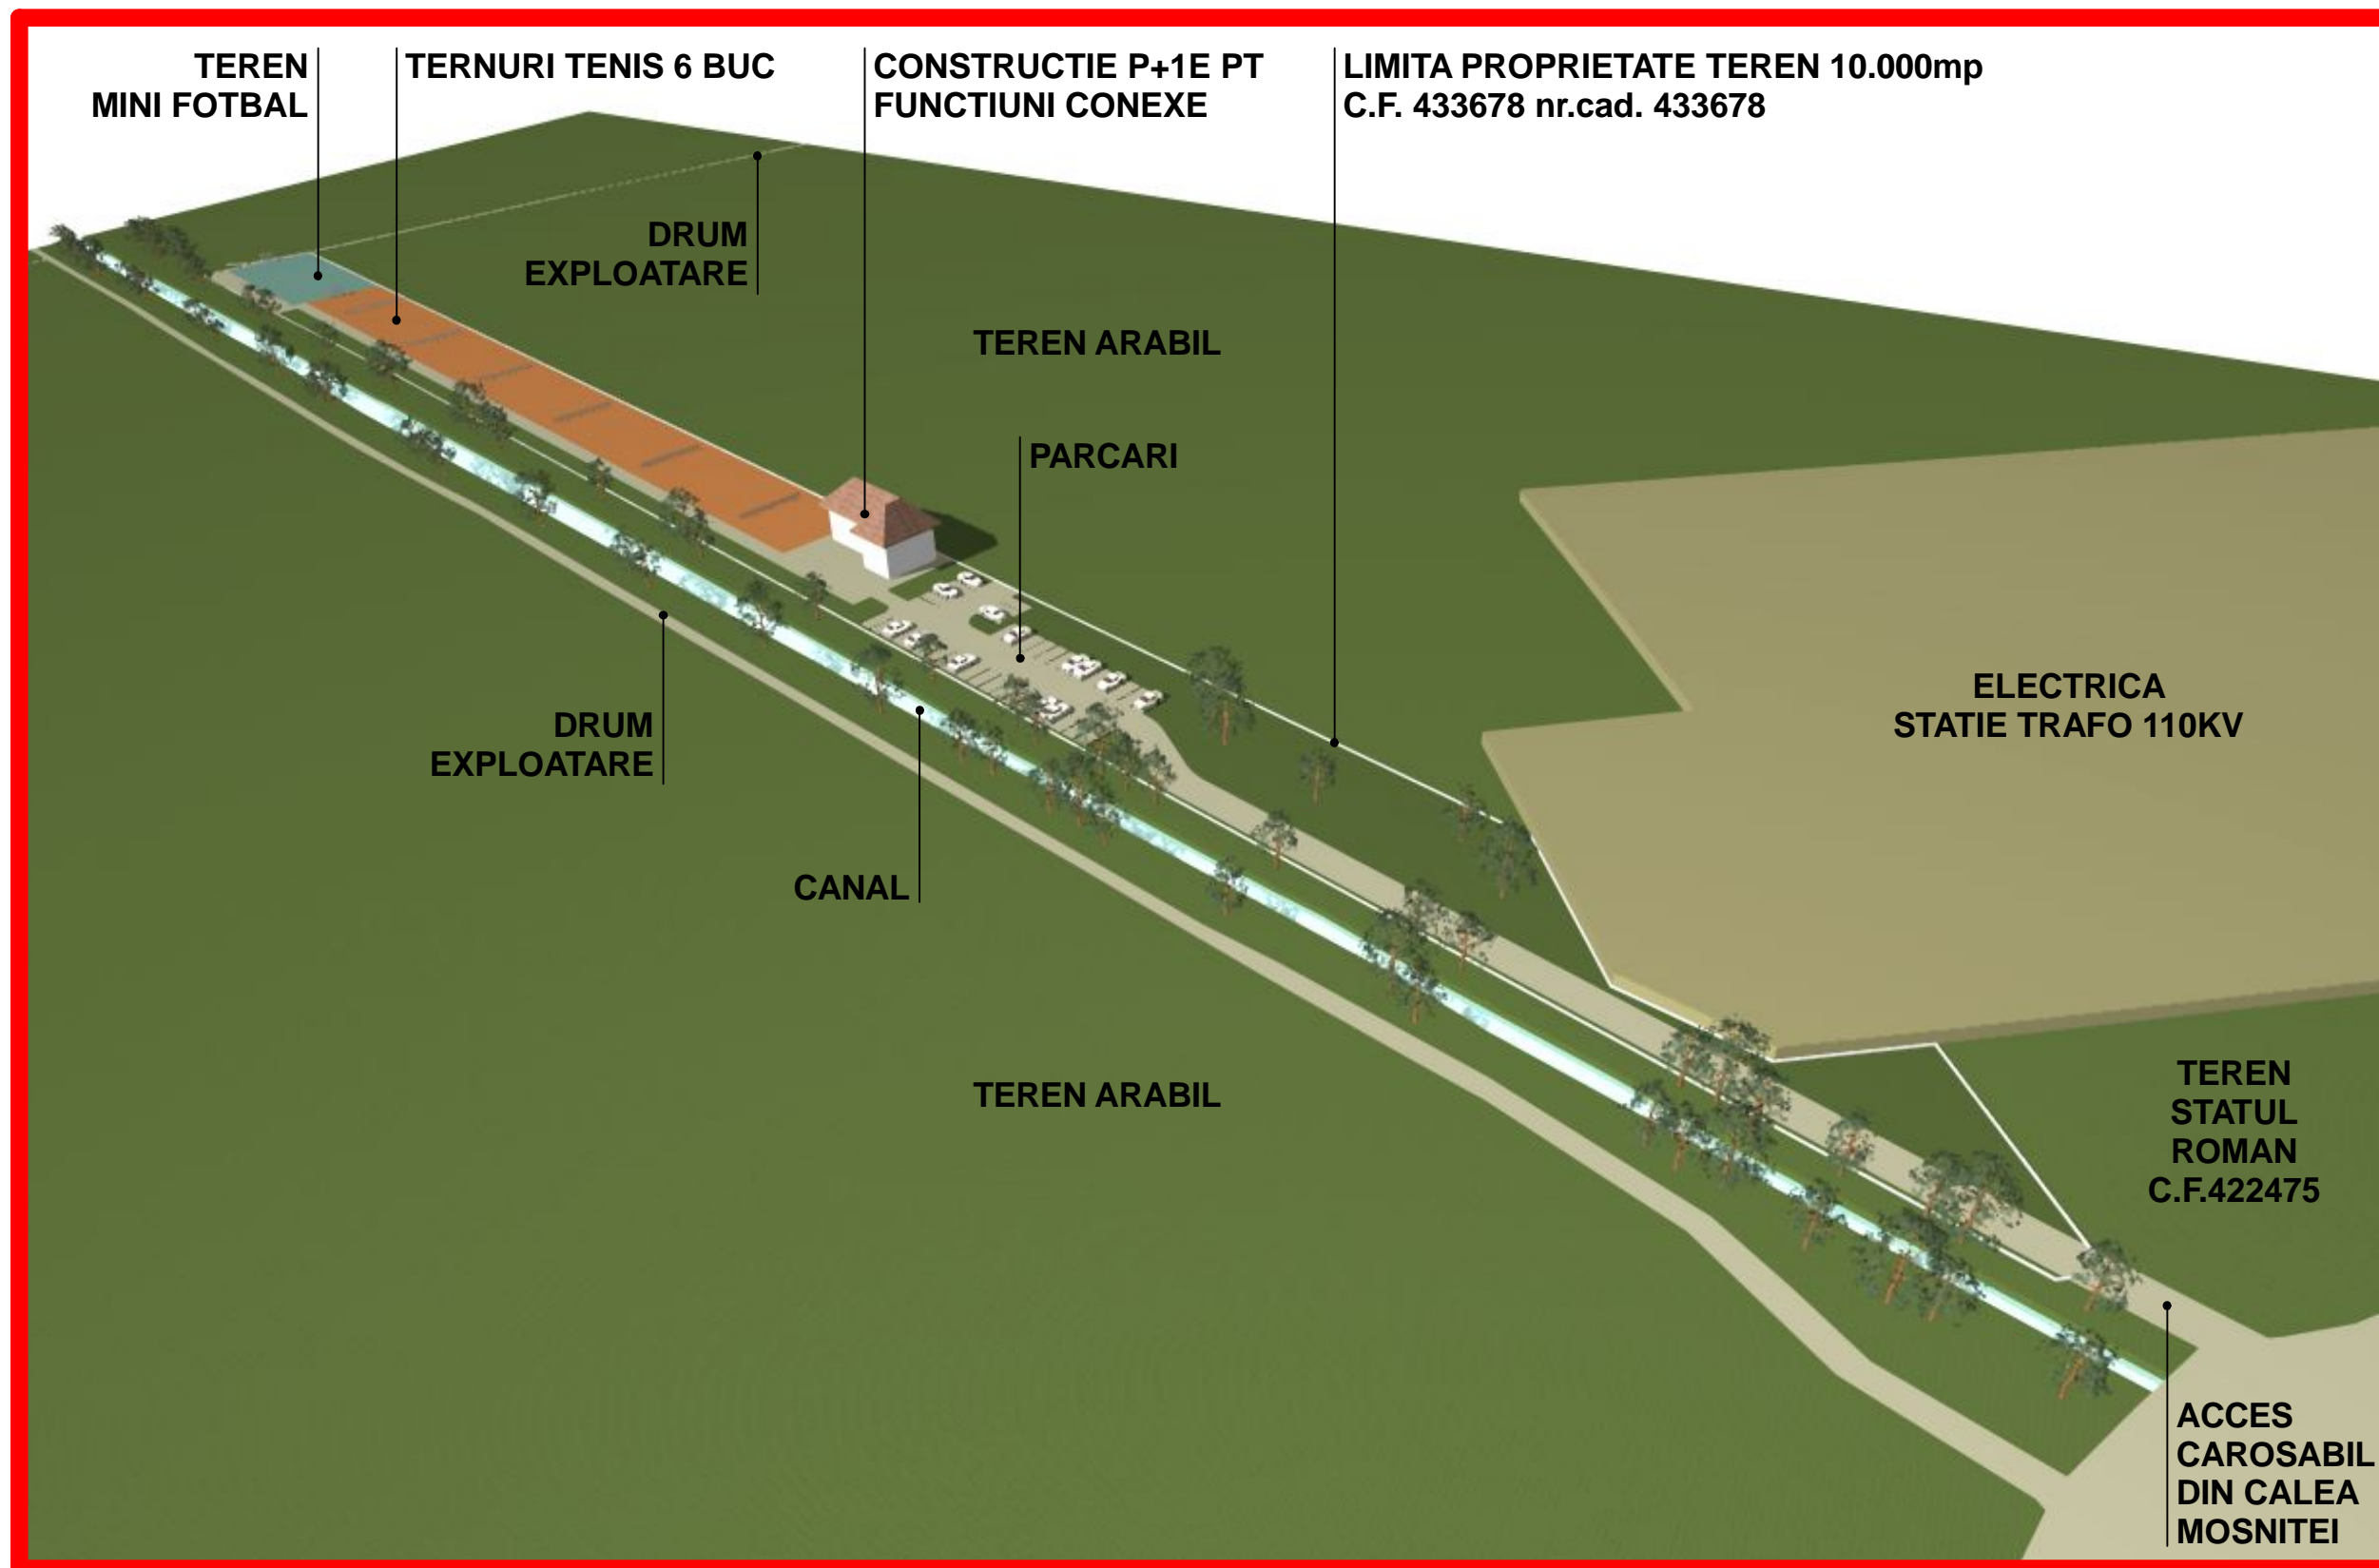 TEREN
MINI FOTBAL
TERNURI TENIS 6 BUC
CONSTRUCTIE P+1E PT
FUNCTIUNI CONEXE
LIMITA PROPRIETATE TEREN 10.000mp
C.F. 433678 nr.cad. 433678
DRUM
EXPLOATARE
TEREN ARABIL
PARCARI
ELECTRICA
STATIE TRAFO 110KV
DRUM
EXPLOATARE
CANAL
TEREN ARABIL
TEREN
STATUL
ROMAN
C.F.422475
ACCES
CAROSABIL
DIN CALEA
MOSNITEI